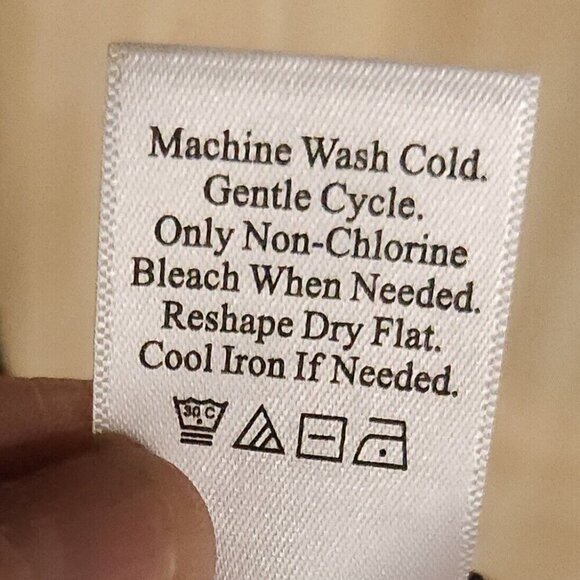 Machine Wash Cold.
Gentle Cycle.
Only Non-Chlorine
Bleach When Needed.
Reshape Dry Flat.
Cool Iron If Needed.
30 C